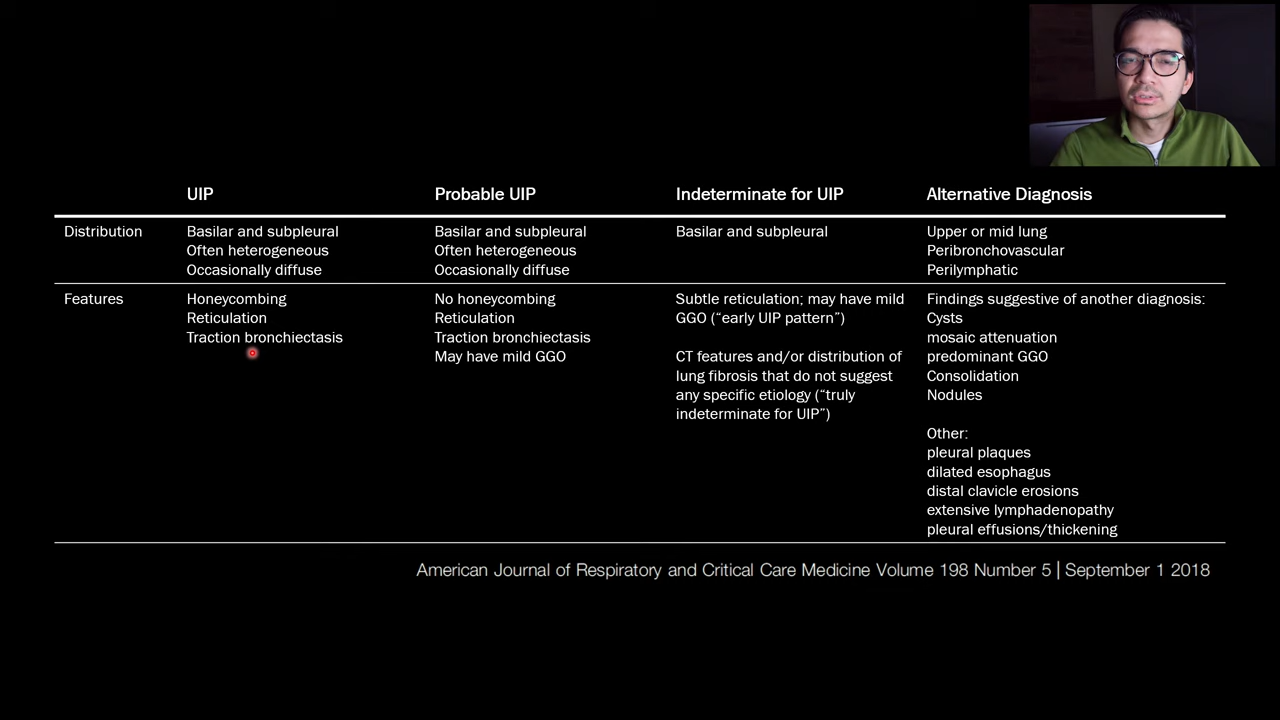 UIP Probable UIP Indeterminate for UIP Alternative Diagnosis
Distribution
Basilar and subpleural
Often heterogeneous
Occasionally diffuse
Basilar and subpleural
Often heterogeneous
Occasionally diffuse
Basilar and subpleural
Upper or mid lung
Peribronchovascular
Perilymphatic
Features
Honeycombing
Reticulation
Traction bronchiectasis
No honeycombing
Reticulation
Traction bronchiectasis
May have mild GGO
Subtle reticulation; may have mild
GGO (“early UIP pattern”)
CT features and/or distribution of
lung fibrosis that do not suggest
any specific etiology (“truly
indeterminate for UIP”)
Findings suggestive of another diagnosis:
Cysts
mosaic attenuation
predominant GGO
Consolidation
Nodules
Other:
pleural plaques
dilated esophagus
distal clavicle erosions
extensive lymphadenopathy
pleural effusions/thickening
American Journal of Respiratory and Critical Care Medicine Volume 198 Number 5 | September 1 2018